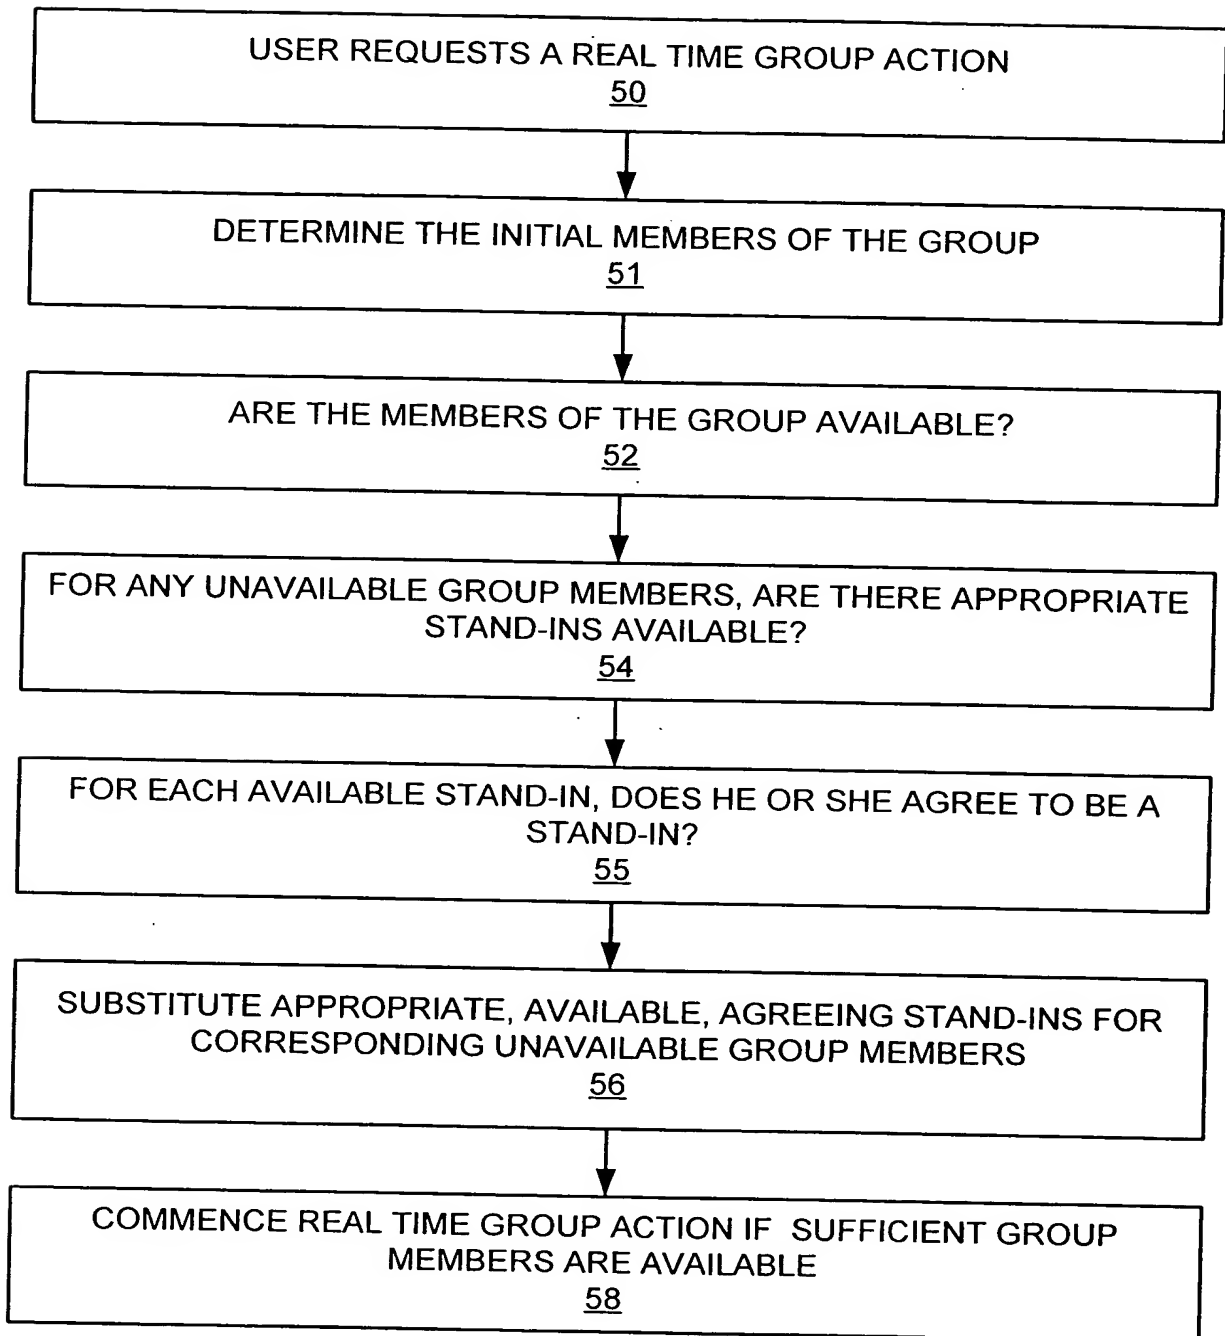 USER REQUESTS A REAL TIME GROUP ACTION
50
DETERMINE THE INITIAL MEMBERS OF THE GROUP
51
ARE THE MEMBERS OF THE GROUP AVAILABLE?
52
FOR ANY UNAVAILABLE GROUP MEMBERS, ARE THERE APPROPRIATE
STAND-INS AVAILABLE?
54
FOR EACH AVAILABLE STAND-IN, DOES HE OR SHE AGREE TO BE A
STAND-IN?
55
SUBSTITUTE APPROPRIATE, AVAILABLE, AGREEING STAND-INS FOR
CORRESPONDING UNAVAILABLE GROUP MEMBERS
56
COMMENCE REAL TIME GROUP ACTION IF SUFFICIENT GROUP
MEMBERS ARE AVAILABLE
58